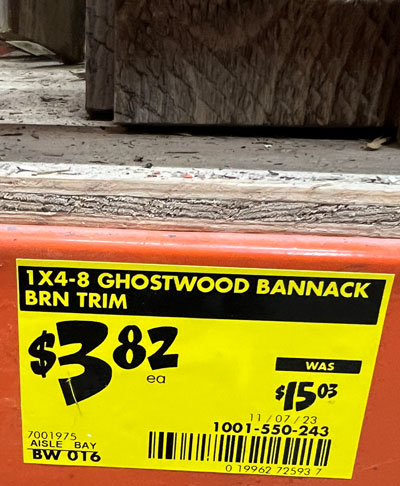 1X4-8 GHOSTWOOD BANNACK
BRN TRIM
$3.82
ea
WAS
$15.03
11/07/23
1001-550-243
7001975
AISLE BAY
BW 016
0 19962 72593 7